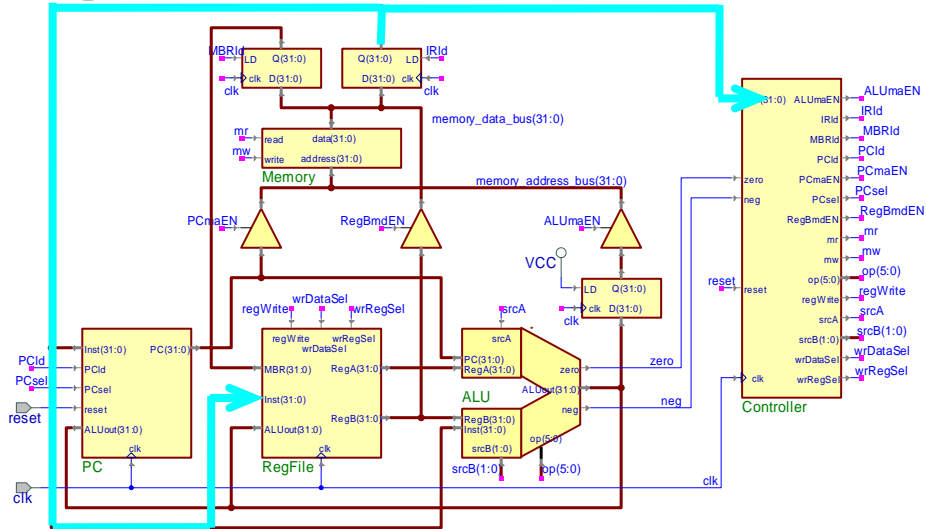 MBRld
LD
Q(31:0)
clk
D(31:0)
clk
Q(31:0)
LD
IRld
D(31:0)
clk
clk
memory_data_bus(31:0)
mr
read
data(31:0)
mw
write
address(31:0)
Memory
memory_address_bus(31:0)
PCmaEN
RegBmdEN
ALUmaEN
VCC
LD
Q(31:0)
clk
D(31:0)
clk
regWrite
wrDataSel
wrRegSel
srcA
Inst(31:0)
PC(31:0)
PCld
PCld
PCsel
PCsel
reset
reset
ALUout(31:0)
clk
PC
regWrite
wrRegSel
wrDataSel
MBR(31:0)
RegA(31:0)
Inst(31:0)
RegB(31:0)
ALUout(31:0)
clk
RegFile
srcA
PC(31:0)
RegA(31:0)
zero
ALU
ALUout(31:0)
neg
RegB(31:0)
Inst(31:0)
op(5:0)
srcB(1:0)
srcB(1:0)
op(5:0)
zero
neg
clk
clk
(31:0)
ALUmaEN
ALUmaEN
IRld
IRld
MBRld
MBRld
PCld
PCld
zero
PCmaEN
PCmaEN
neg
PCsel
PCsel
RegBmdEN
RegBmdEN
mr
mr
mw
mw
reset
reset
op(5:0)
op(5:0)
regWrite
regWrite
srcA
srcA
srcB(1:0)
srcB(1:0)
wrDataSel
wrDataSel
clk
wrRegSel
wrRegSel
Controller